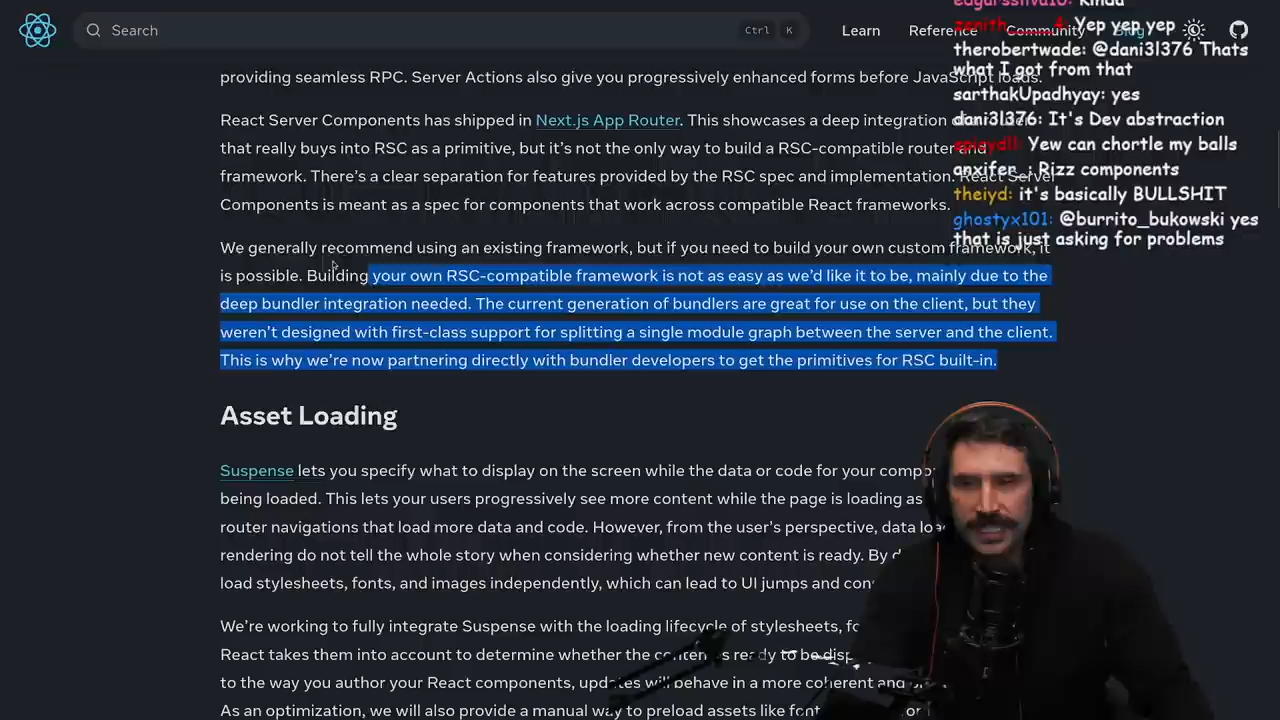 Search
Ctrl K
Learn
Reference
Community
Blog
providing seamless RPC. Server Actions also give you progressively enhanced forms before JavaScript loads.
React Server Components has shipped in Next.js App Router. This showcases a deep integration
that really buys into RSC as a primitive, but it's not the only way to build a RSC-compatible router and
framework. There's a clear separation for features provided by the RSC spec and implementation. React Server
Components is meant as a spec for components that work across compatible React frameworks.
We generally recommend using an existing framework, but if you need to build your own custom framework, it
is possible. Building your own RSC-compatible framework is not as easy as we'd like it to be, mainly due to the
deep bundler integration needed. The current generation of bundlers are great for use on the client, but they
weren't designed with first-class support for splitting a single module graph between the server and the client.
This is why we're now partnering directly with bundler developers to get the primitives for RSC built-in.
Asset Loading
Suspense lets you specify what to display on the screen while the data or code for your
being loaded. This lets your users progressively see more content while the page is loading as
router navigations that load more data and code. However, from the user's perspective, data
rendering do not tell the whole story when considering whether new content is ready. By
load stylesheets, fonts, and images independently, which can lead to UI jumps and
We're working to fully integrate Suspense with the loading lifecycle of stylesheets,
React takes them into account to determine whether the content is ready to be
to the way you author your React components, updates will behave in a more coherent and
As an optimization, we will also provide a manual way to preload assets like
edgarssilva10: Kinda
Yep yep yep
therobertwade: @dani3l376 Thats
what I got from that
sarthakUpadhyay: yes
dani3l376: It's Dev abstraction
spicydll: Yew can chortle my balls
anxifer_: Rizz components
theiyd: it's basically BULLSHIT
ghostyx101: @burrito_bukowski yes
that is just asking for problems